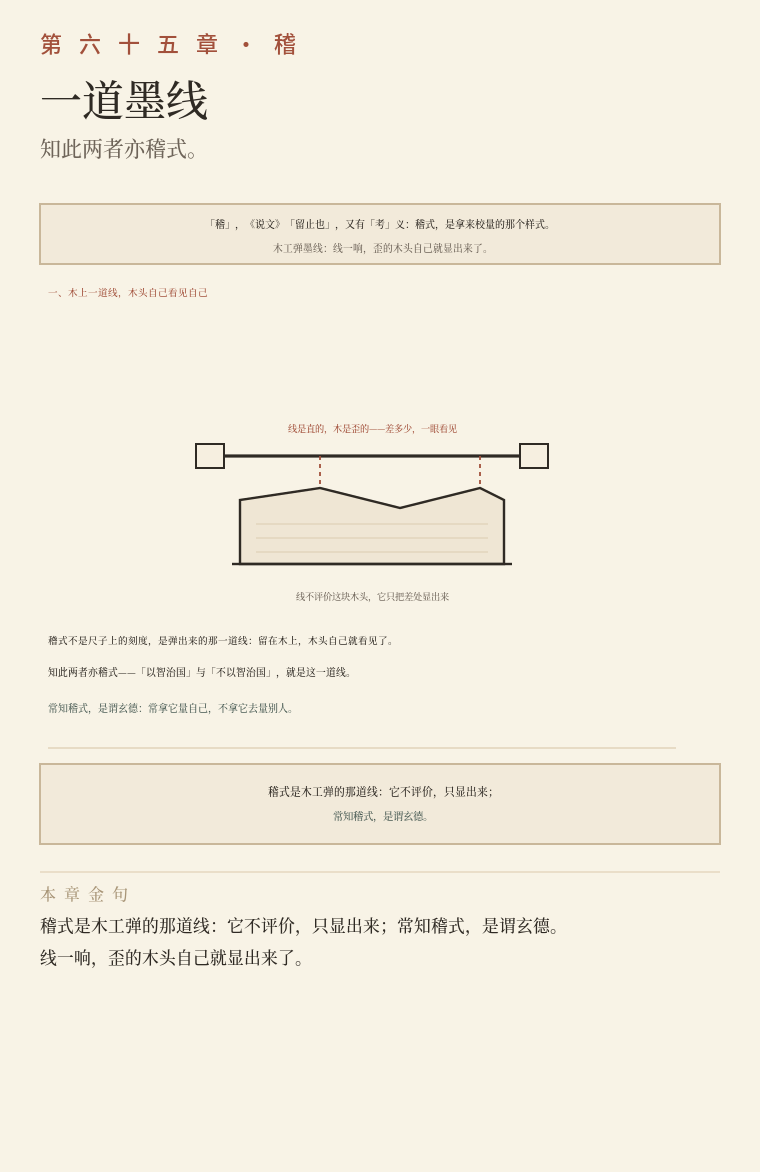 第六十五章·稽
一道墨线
知此两者亦稽式。
「稽」，《说文》「留止也」，又有「考」义：稽式，是拿来校量的那个样式。
木工弹墨线：线一响，歪的木头自己就显出来了。
一、木上一道线，木头自己看见自己
线是直的，木是歪的——差多少，一眼看见
线不评价这块木头，它只把差处显出来
稽式不是尺子上的刻度，是弹出来的那一道线：留在木上，木头自己就看见了。
知此两者亦稽式——「以智治国」与「不以智治国」，就是这一道线。
常知稽式，是谓玄德：常拿它量自己，不拿它去量别人。
稽式是木工弹的那道线：它不评价，只显出来；
常知稽式，是谓玄德。
本章金句
稽式是木工弹的那道线：它不评价，只显出来；常知稽式，是谓玄德。
线一响，歪的木头自己就显出来了。